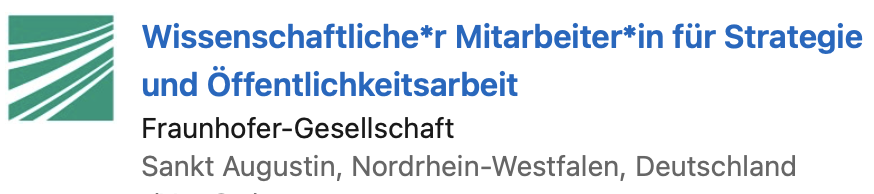 Wissenschaftliche*r Mitarbeiter*in für Strategie
und Öffentlichkeitsarbeit
Fraunhofer-Gesellschaft
Sankt Augustin, Nordrhein-Westfalen, Deutschland